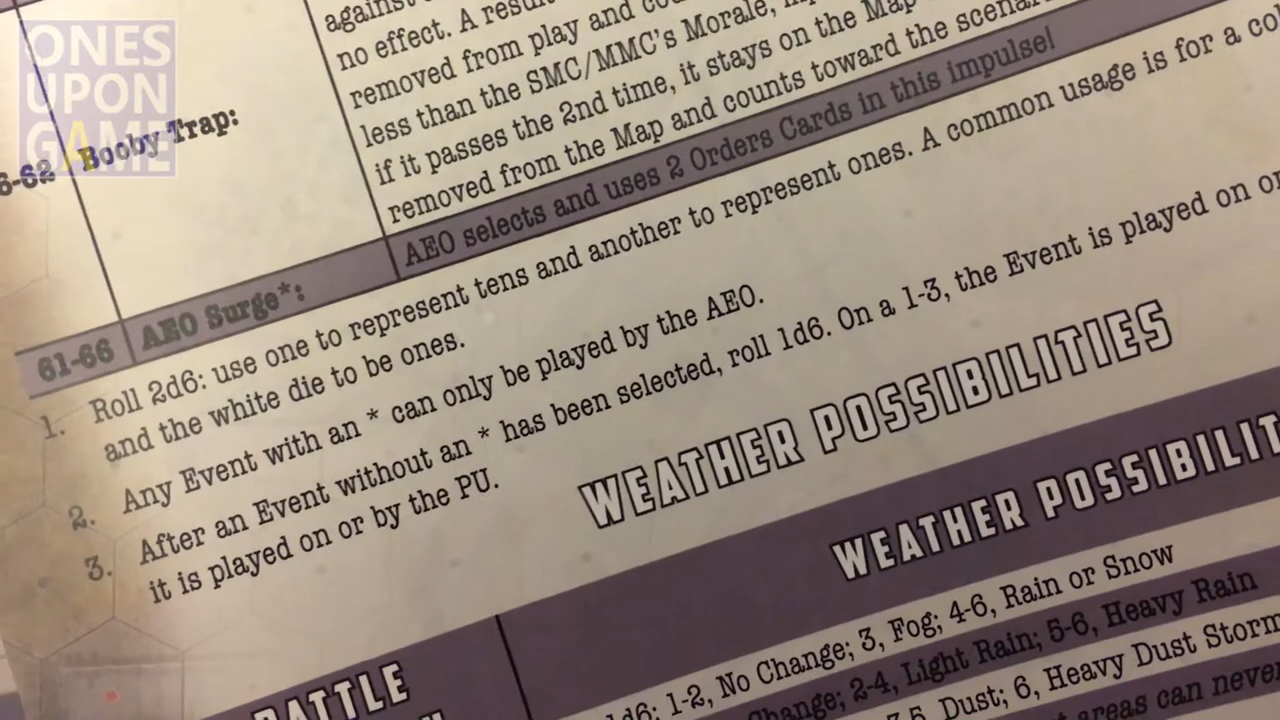 ONES
UPON
GAME
against
no effect. A result
removed from play and
less than the SMC/MMC's Morale,
if it passes the 2nd time, it stays on the Map
removed from the Map and counts toward the
6-62 Booby Trap:
61-66 AEO Surge*: AEO selects and uses 2 Orders Cards in this impulse!
1. Roll 2d6: use one to represent tens and another to represent ones. A common usage is for a
and the white die to be ones.
2. Any Event with an * can only be played by the AEO.
3. After an Event without an * has been selected, roll 1d6. On a 1-3, the Event is played on
it is played on or by the PU.
WEATHER POSSIBILITIES
WEATHER POSSIBILIT
BATTLE
1d6: 1-2, No Change; 3, Fog; 4-6, Rain or Snow
Change; 2-4, Light Rain; 5-6, Heavy Rain
Dust; 6, Heavy Dust Storm
areas can never